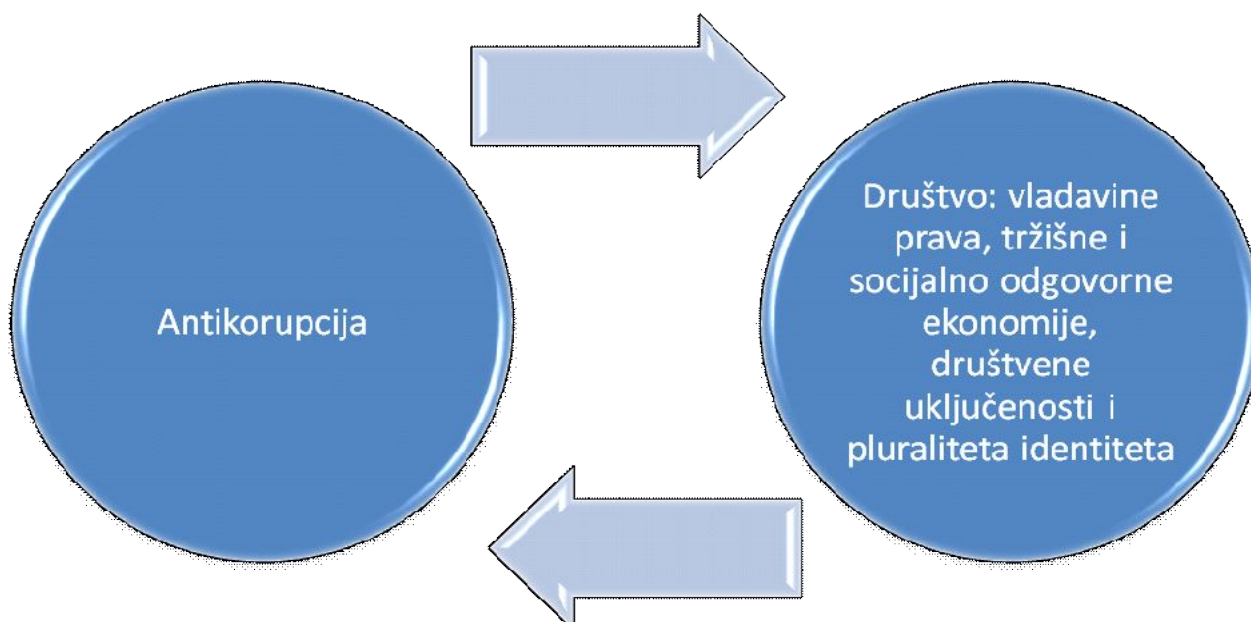 Antikorupcija
Društvo: vladavine
prava, tržišne i
socijalno odgovorne
ekonomije,
društvene
uključenosti i
pluraliteta identiteta